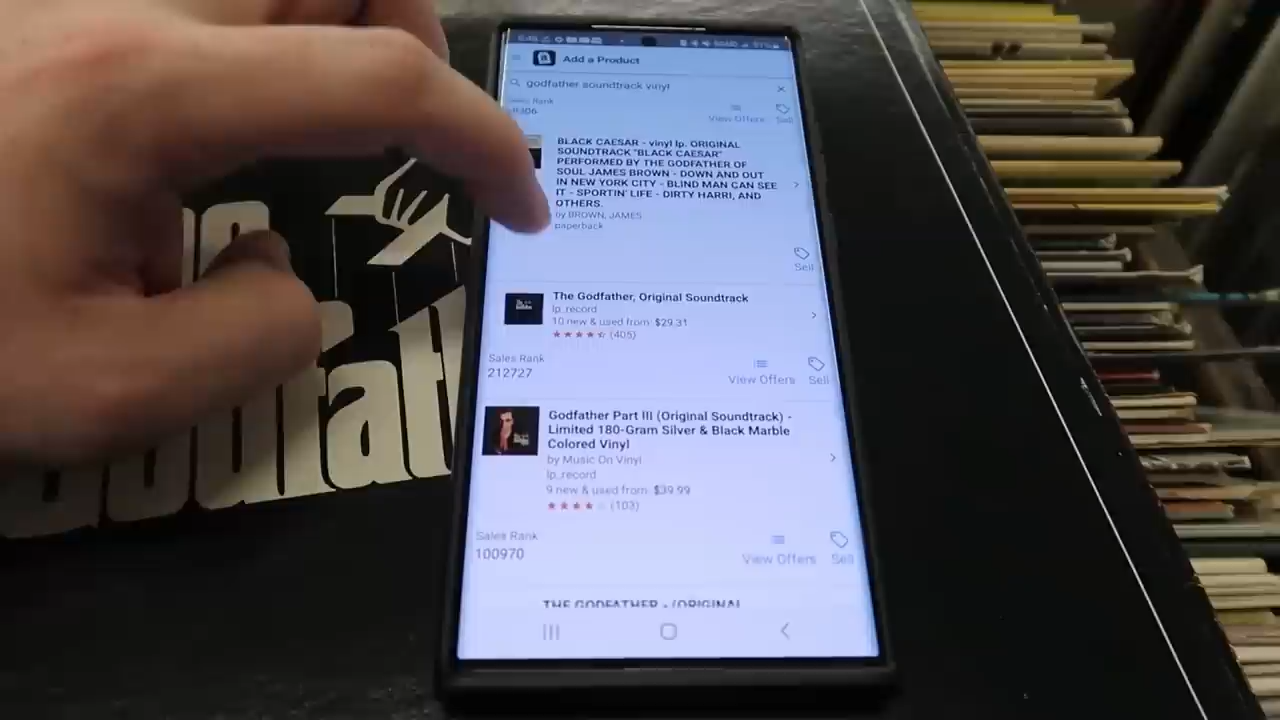 Add a Product
godfather soundtrack vinyl
Sales Rank
View Offers
Sell
BLACK CAESAR - vinyl lp. ORIGINAL
SOUNDTRACK "BLACK CAESAR"
PERFORMED BY THE GODFATHER OF
SOUL JAMES BROWN - DOWN AND OUT
IN NEW YORK CITY - BLIND MAN CAN SEE
IT - SPORTIN' LIFE - DIRTY HARRI, AND
OTHERS.
by BROWN, JAMES
paperback
Sell
The Godfather, Original Soundtrack
lp_record
10 new & used from: $29.31
(405)
Sales Rank
212727
View Offers
Sell
Godfather Part III (Original Soundtrack) -
Limited 180-Gram Silver & Black Marble
Colored Vinyl
by Music On Vinyl
lp_record
9 new & used from: $39.99
(103)
Sales Rank
100970
View Offers
Sell
THE GODFATHER - (ORIGINAL